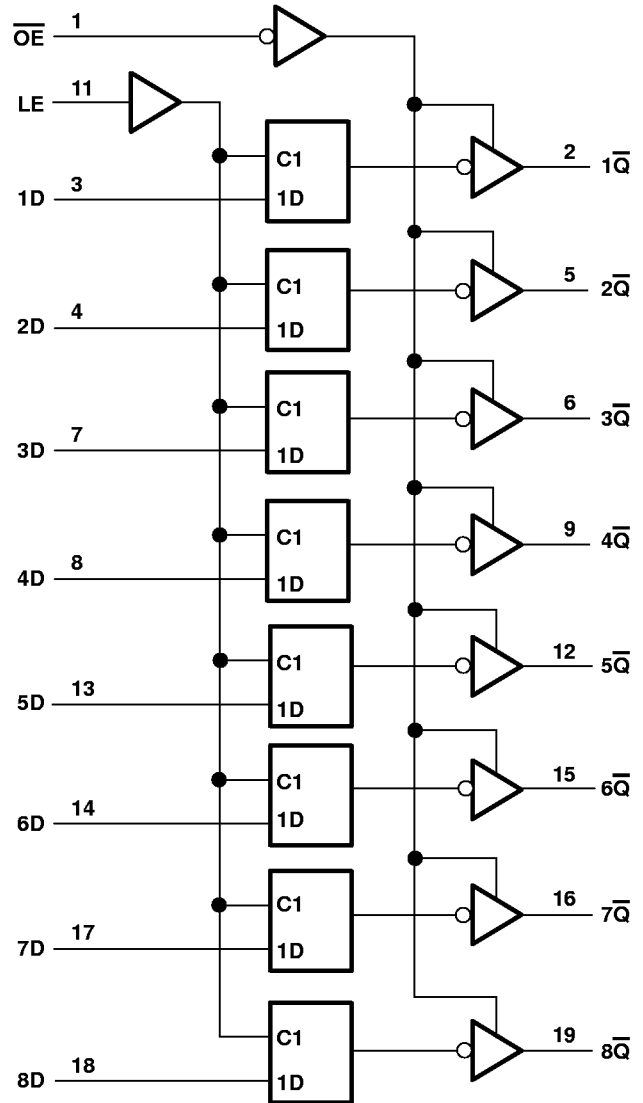 O̅E̅ 1
LE 11
C1
1D 3 1D 2 1Q̅
C1
2D 4 1D 5 2Q̅
C1
3D 7 1D 6 3Q̅
C1
4D 8 1D 9 4Q̅
C1
5D 13 1D 12 5Q̅
C1
6D 14 1D 15 6Q̅
C1
7D 17 1D 16 7Q̅
C1
8D 18 1D 19 8Q̅